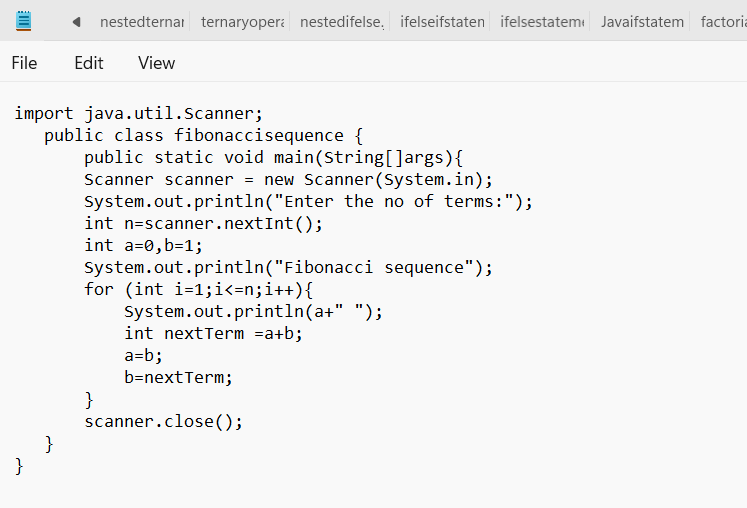 nestedternar ternaryopera nestedifelse. ifelseifstaten ifelsestateme Javaifstatem factoria
File Edit View
import java.util.Scanner;
   public class fibonaccisequence {
       public static void main(String[]args){
       Scanner scanner = new Scanner(System.in);
       System.out.println("Enter the no of terms:");
       int n=scanner.nextInt();
       int a=0,b=1;
       System.out.println("Fibonacci sequence");
       for (int i=1;i<=n;i++){
           System.out.println(a+" ");
           int nextTerm =a+b;
           a=b;
           b=nextTerm;
       }
       scanner.close();
   }
}